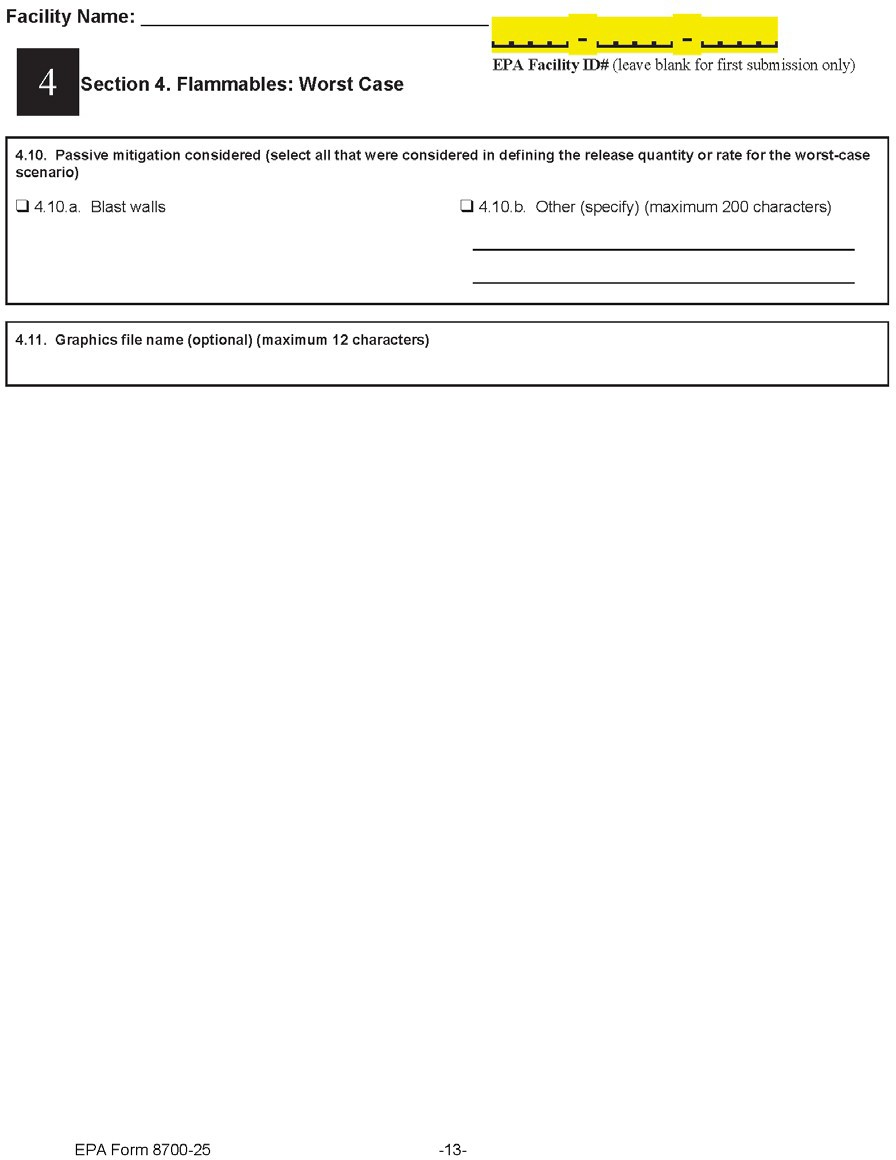 Facility Name:
EPA Facility ID# (leave blank for first submission only)
4
Section 4. Flammables: Worst Case
4.10. Passive mitigation considered (select all that were considered in defining the release quantity or rate for the worst-case
scenario)
❑ 4.10.a. Blast walls
❑ 4.10.b. Other (specify) (maximum 200 characters)
4.11. Graphics file name (optional) (maximum 12 characters)
EPA Form 8700-25
-13-